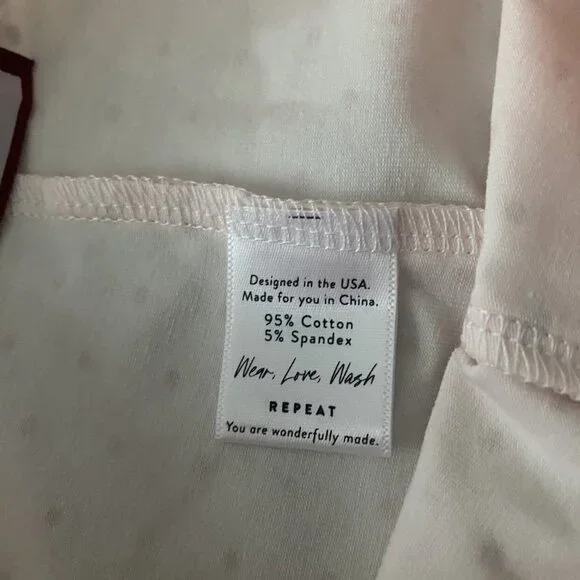 Designed in the USA.
Made for you in China.
95% Cotton
5% Spandex
Wear, Love, Wash
REPEAT
You are wonderfully made.